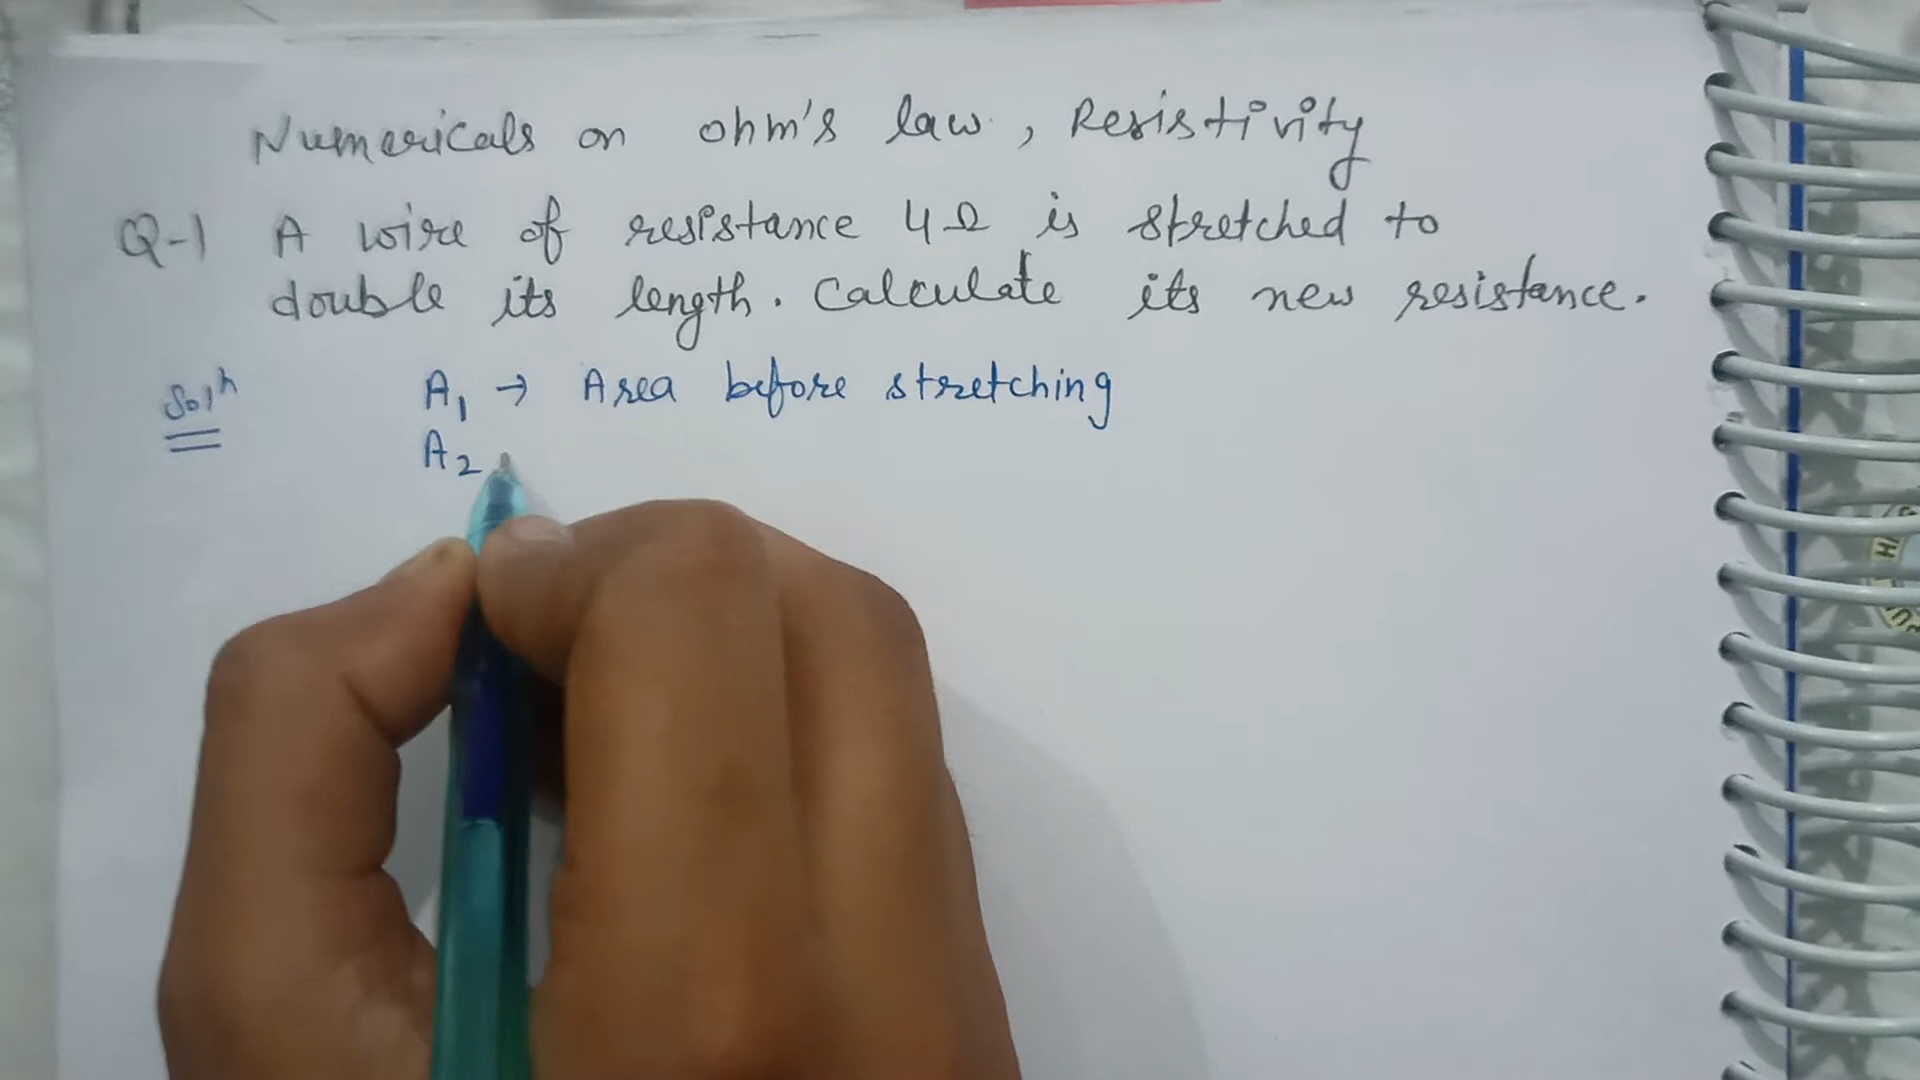 Numericals on ohm's law, Resistivity
Q-1 A wire of resistance 4Ω is stretched to
double its length. Calculate its new resistance.
Solⁿ A₁ → Area before stretching
A₂